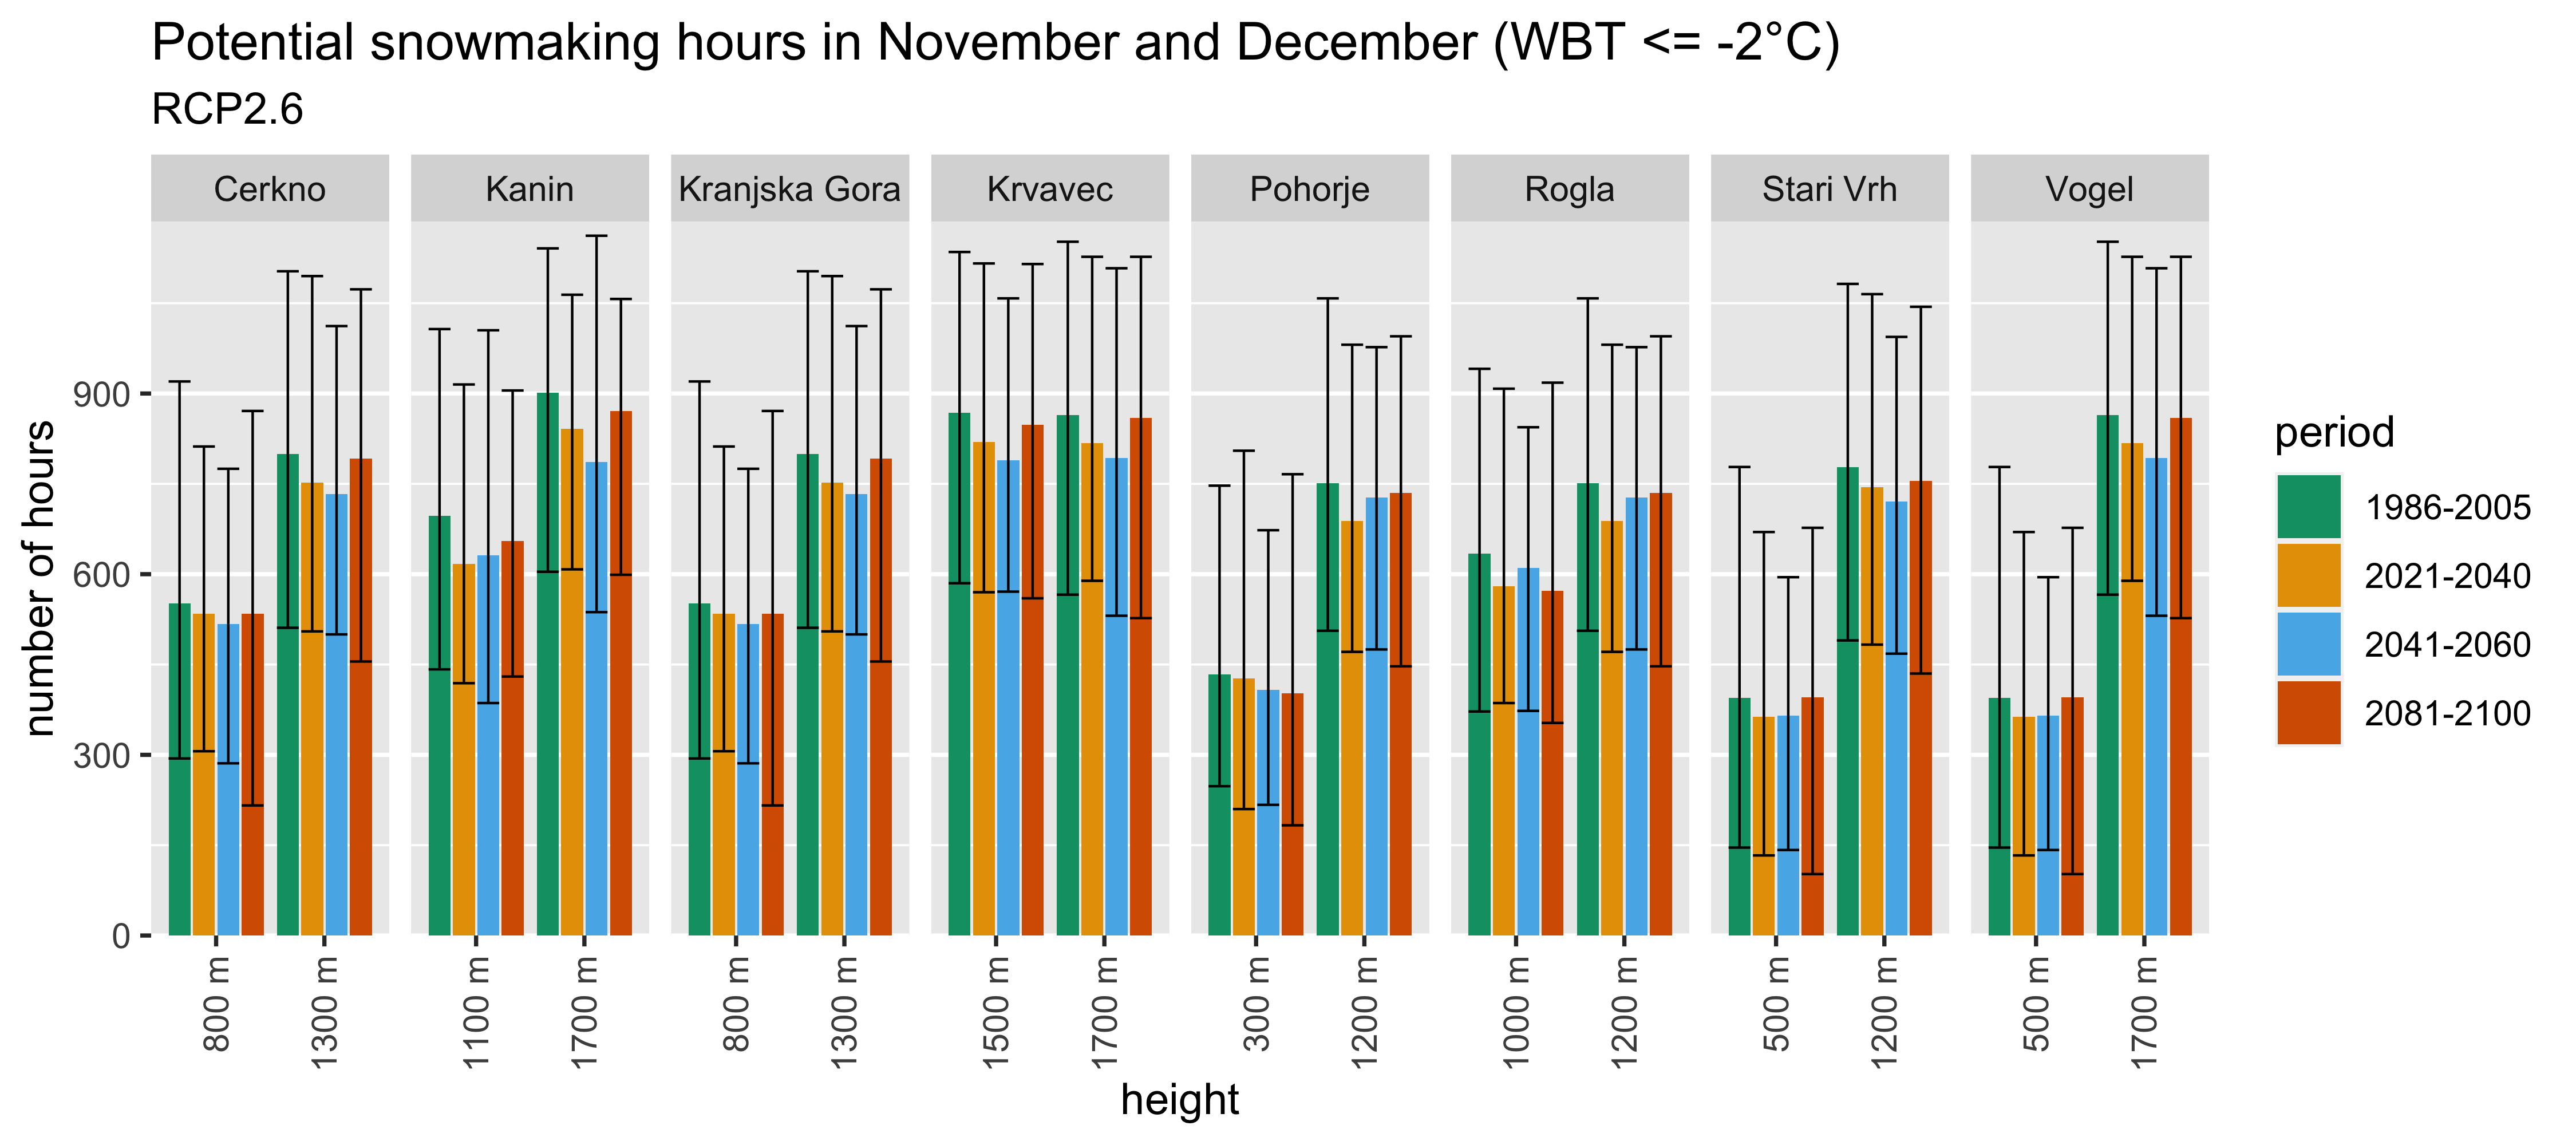 Potential snowmaking hours in November and December (WBT <= -2°C)
RCP2.6
Cerkno
Kanin
Kranjska Gora
Krvavec
Pohorje
Rogla
Stari Vrh
Vogel
number of hours
900
600
300
0
800 m
1300 m
1100 m
1700 m
800 m
1300 m
1500 m
1700 m
300 m
1200 m
1000 m
1200 m
500 m
1200 m
500 m
1700 m
height
period
1986-2005
2021-2040
2041-2060
2081-2100